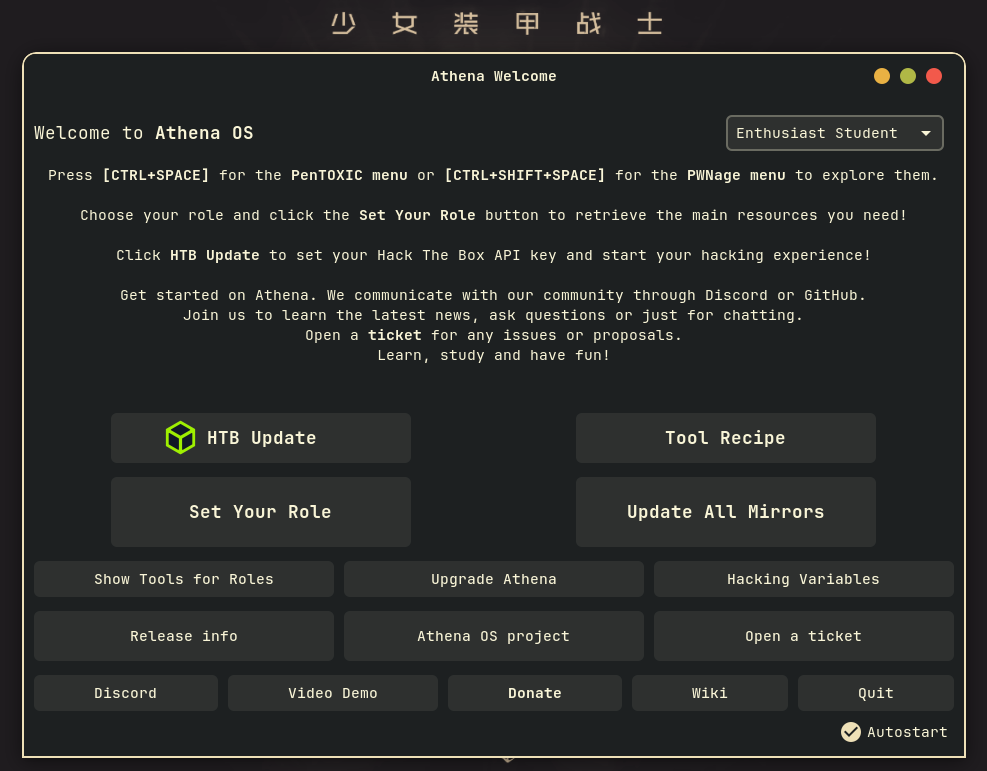 少女装甲战士
Athena Welcome
Welcome to Athena OS
Enthusiast Student
Press [CTRL+SPACE] for the PenTOXIC menu or [CTRL+SHIFT+SPACE] for the PWNage menu to explore them.
Choose your role and click the Set Your Role button to retrieve the main resources you need!
Click HTB Update to set your Hack The Box API key and start your hacking experience!
Get started on Athena. We communicate with our community through Discord or GitHub.
Join us to learn the latest news, ask questions or just for chatting.
Open a ticket for any issues or proposals.
Learn, study and have fun!
HTB Update
Tool Recipe
Set Your Role
Update All Mirrors
Show Tools for Roles
Upgrade Athena
Hacking Variables
Release info
Athena OS project
Open a ticket
Discord
Video Demo
Donate
Wiki
Quit
Autostart